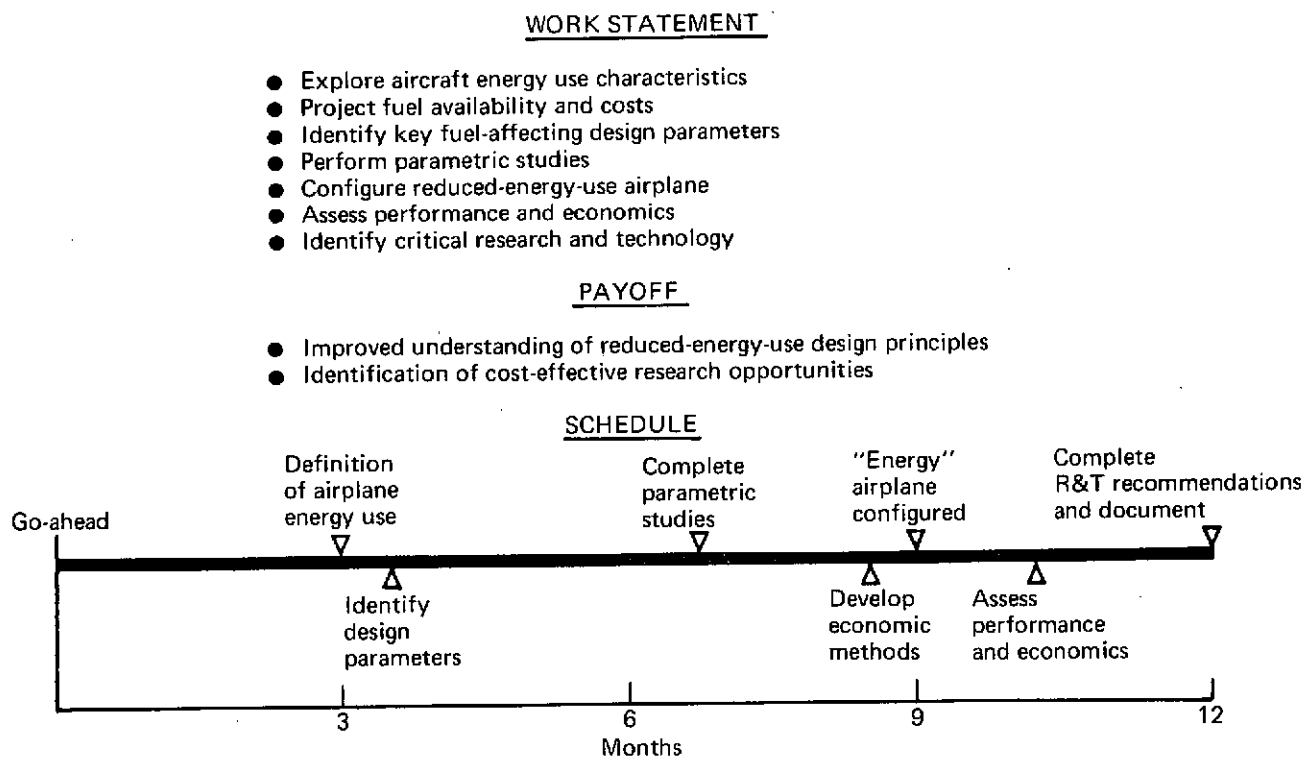 WORK STATEMENT
● Explore aircraft energy use characteristics
● Project fuel availability and costs
● Identify key fuel-affecting design parameters
● Perform parametric studies
● Configure reduced-energy-use airplane
● Assess performance and economics
● Identify critical research and technology
PAYOFF
● Improved understanding of reduced-energy-use design principles
● Identification of cost-effective research opportunities
SCHEDULE
Go-ahead
Definition
of airplane
energy use
Complete
parametric
studies
"Energy"
airplane
configured
Complete
R&T recommendations
and document
Identify
design
parameters
Develop
economic
methods
Assess
performance
and economics
3
6
9
12
Months